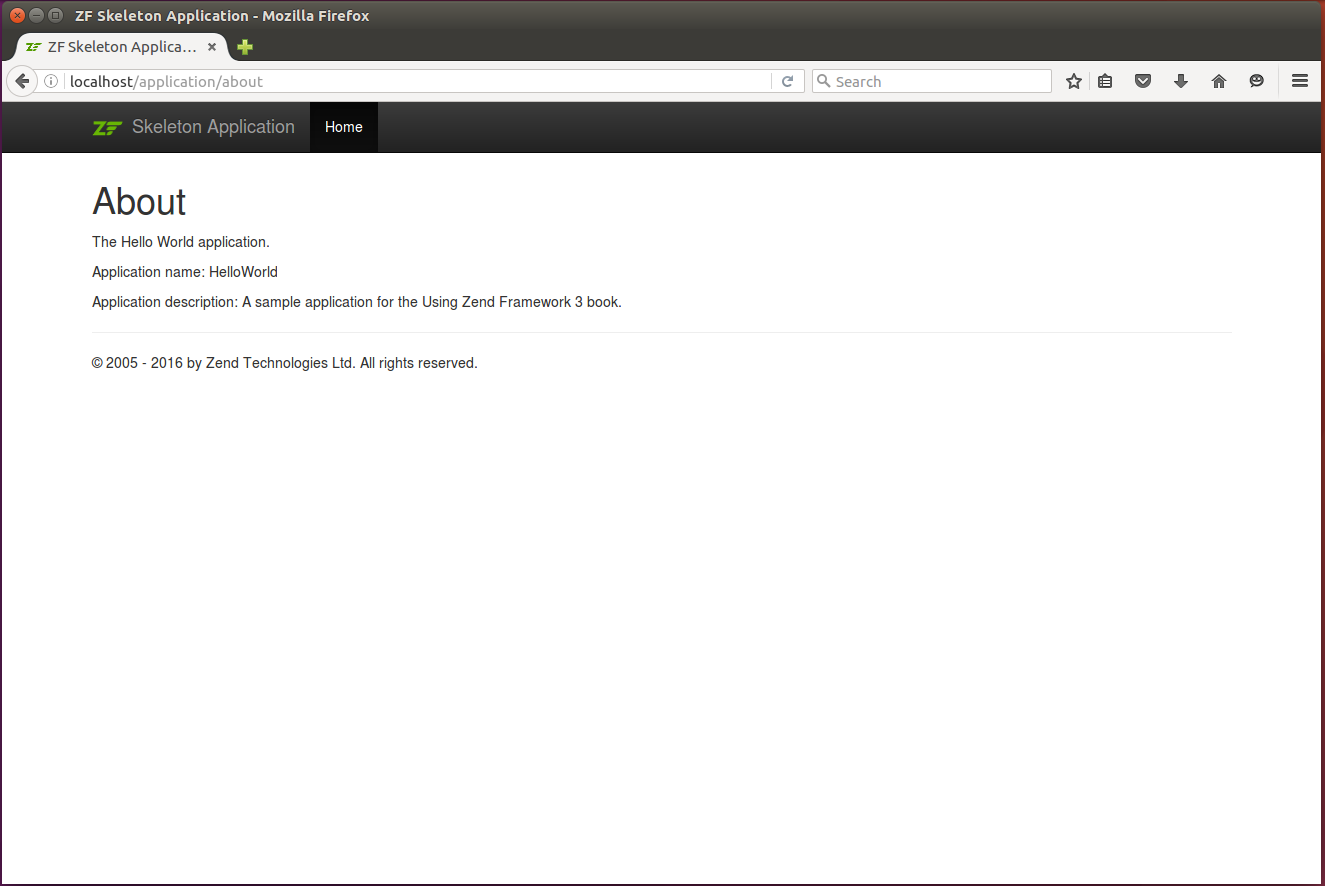 ZF Skeleton Application - Mozilla Firefox
ZF Skeleton Applica...
localhost/application/about
Search
ZF Skeleton Application
Home
About
The Hello World application.
Application name: HelloWorld
Application description: A sample application for the Using Zend Framework 3 book.
© 2005 - 2016 by Zend Technologies Ltd. All rights reserved.